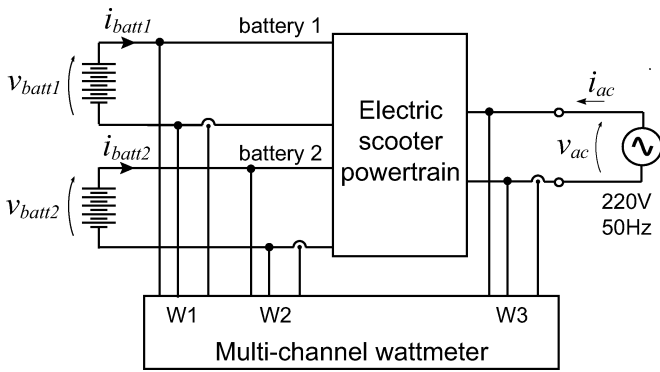 i_batt1
battery 1
v_batt1
Electric
scooter
powertrain
i_ac
v_ac
i_batt2
battery 2
v_batt2
220V
50Hz
W1
W2
W3
Multi-channel wattmeter